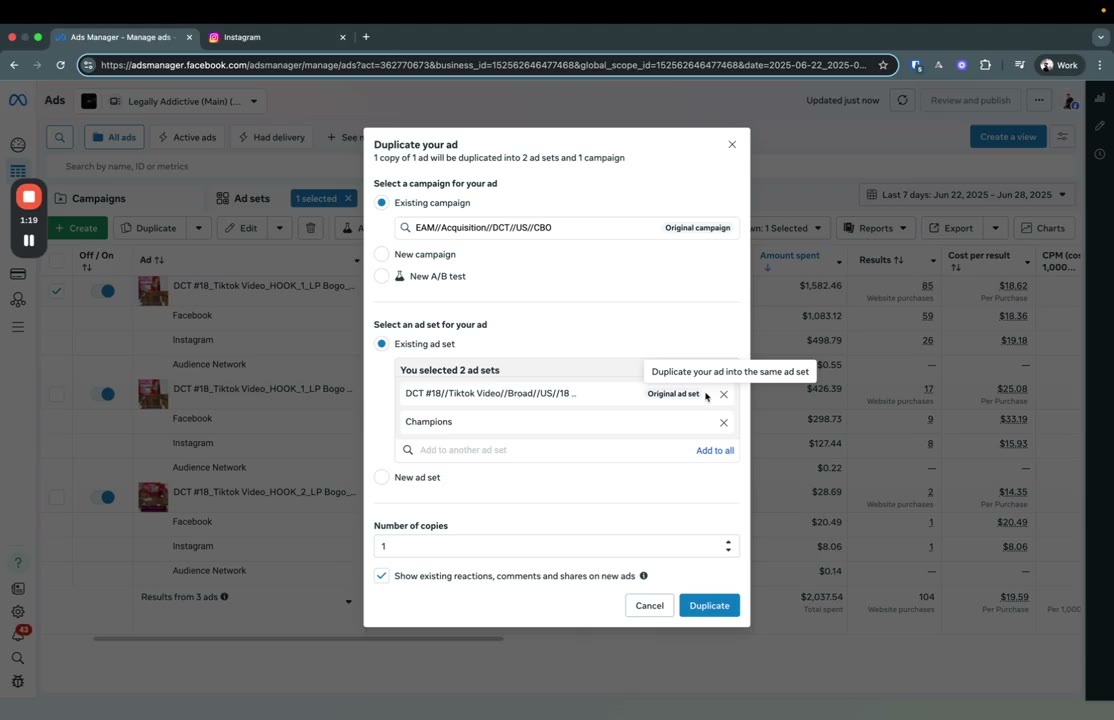 Ads Manager - Manage ads -
Instagram
https://adsmanager.facebook.com/adsmanager/manage/ads?act=362770673&business_id=152562646477468&global_scope_id=152562646477468&date=2025-06-22_2025-0...
Work
Ads
Legally Addictive (Main) (...
Updated just now
Review and publish
All ads
Active ads
Had delivery
+ See m
Create a view
Search by name, ID or metrics
Campaigns
Ad sets
1 selected
Last 7 days: Jun 22, 2025 – Jun 28, 2025
1:19
+ Create
Duplicate
Edit
A
n: 1 Selected
Reports
Export
Charts
Off / On
Ad
Amount spent
Results
Cost per result
CPM (cos
1,000...
DCT #18_Tiktok Video_HOOK_1_LP Bogo_...
$1,582.46
85
$18.62
Website purchases
Per Purchase
Facebook
$1,083.12
59
$18.36
Instagram
$498.79
26
$19.18
Audience Network
$0.55
—
—
DCT #18_Tiktok Video_HOOK_1_LP Bogo ...
$426.39
17
$25.08
Website purchases
Per Purchase
Facebook
$298.73
9
$33.19
Instagram
$127.44
8
$15.93
Audience Network
$0.22
—
—
DCT #18_Tiktok Video_HOOK_2_LP Bogo_...
$28.69
2
$14.35
Website purchases
Per Purchase
Facebook
$20.49
1
$20.49
Instagram
$8.06
1
$8.06
Audience Network
$0.14
—
—
Results from 3 ads
$2,037.54
104
$19.59
Total spent
Website purchases
Per Purchase
Per 1,000
43
Duplicate your ad
1 copy of 1 ad will be duplicated into 2 ad sets and 1 campaign
Select a campaign for your ad
Existing campaign
EAM//Acquisition//DCT//US//CBO
Original campaign
New campaign
New A/B test
Select an ad set for your ad
Existing ad set
You selected 2 ad sets
Duplicate your ad into the same ad set
DCT #18//Tiktok Video//Broad//US//18 ...
Original ad set
Champions
Add to another ad set
Add to all
New ad set
Number of copies
1
Show existing reactions, comments and shares on new ads
Cancel
Duplicate